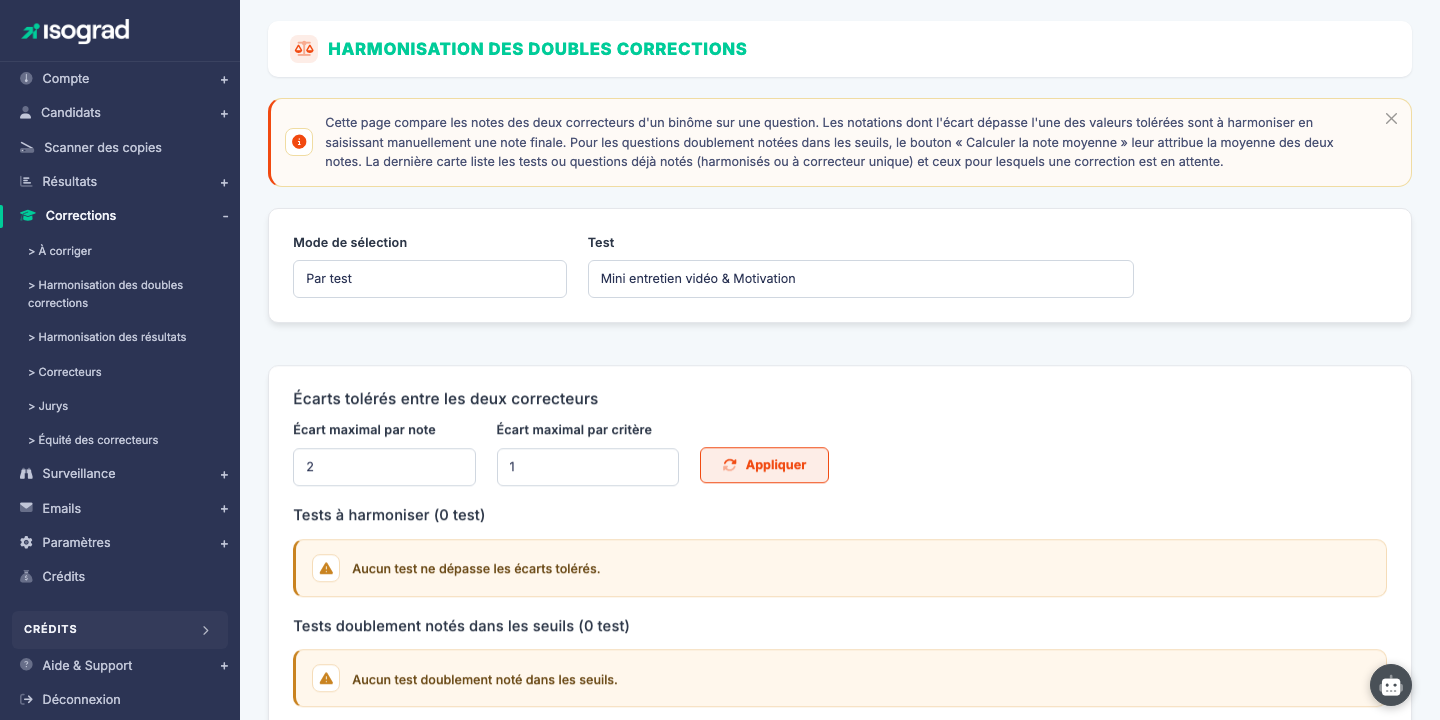 isograd
Compte +
Candidats +
Scanner des copies
Résultats +
Corrections -
> À corriger
> Harmonisation des doubles
corrections
> Harmonisation des résultats
> Correcteurs
> Jurys
> Équité des correcteurs
Surveillance +
Emails +
Paramètres +
Crédits
CRÉDITS
Aide & Support +
Déconnexion
HARMONISATION DES DOUBLES CORRECTIONS
Cette page compare les notes des deux correcteurs d'un binôme sur une question. Les notations dont l'écart dépasse l'une des valeurs tolérées sont à harmoniser en
saisissant manuellement une note finale. Pour les questions doublement notées dans les seuils, le bouton « Calculer la note moyenne » leur attribue la moyenne des deux
notes. La dernière carte liste les tests ou questions déjà notés (harmonisés ou à correcteur unique) et ceux pour lesquels une correction est en attente.
Mode de sélection
Test
Par test
Mini entretien vidéo & Motivation
Écarts tolérés entre les deux correcteurs
Écart maximal par note
Écart maximal par critère
2
1
Appliquer
Tests à harmoniser (0 test)
Aucun test ne dépasse les écarts tolérés.
Tests doublement notés dans les seuils (0 test)
Aucun test doublement noté dans les seuils.